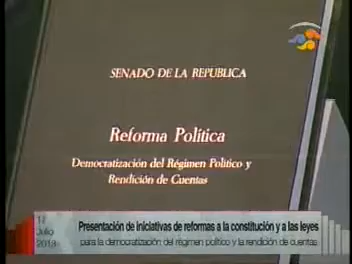 SENADO DE LA REPÚBLICA
Reforma Política
Democratización del Régimen Político y
Rendición de Cuentas
Julio
2013
Presentación de iniciativas de reformas a la constitución y a las leyes
para la democratización del régimen político y la rendición de cuentas